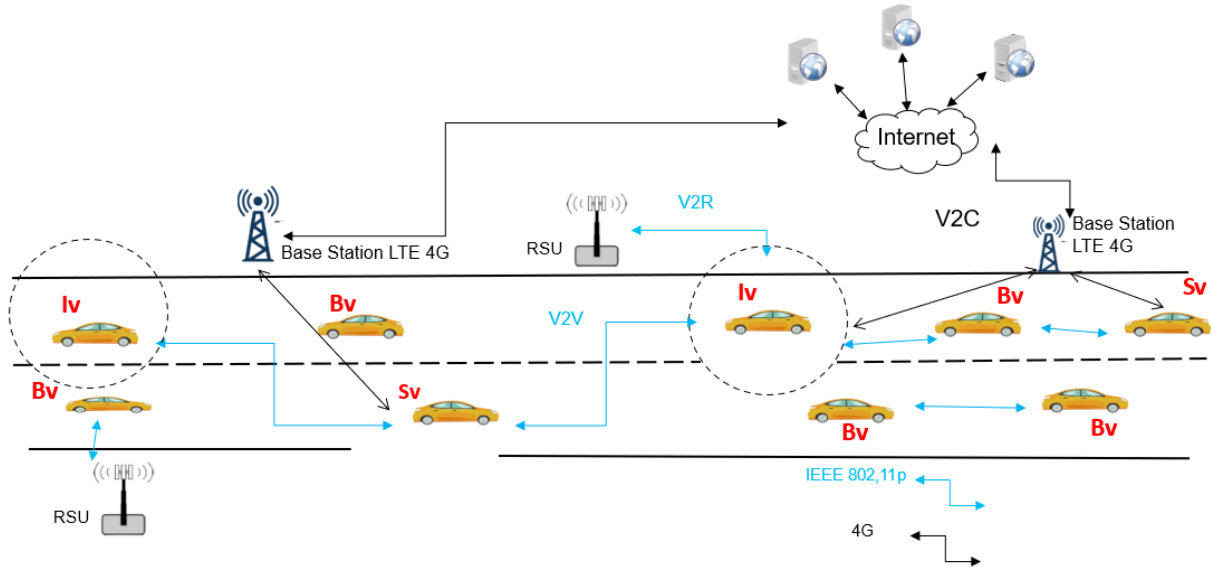 Internet
V2R
V2C
Base Station
LTE 4G
Base Station LTE 4G
RSU
Iv
Bv
V2V
Iv
Bv
Sv
Bv
Sv
Bv
Bv
RSU
IEEE 802,11p
4G